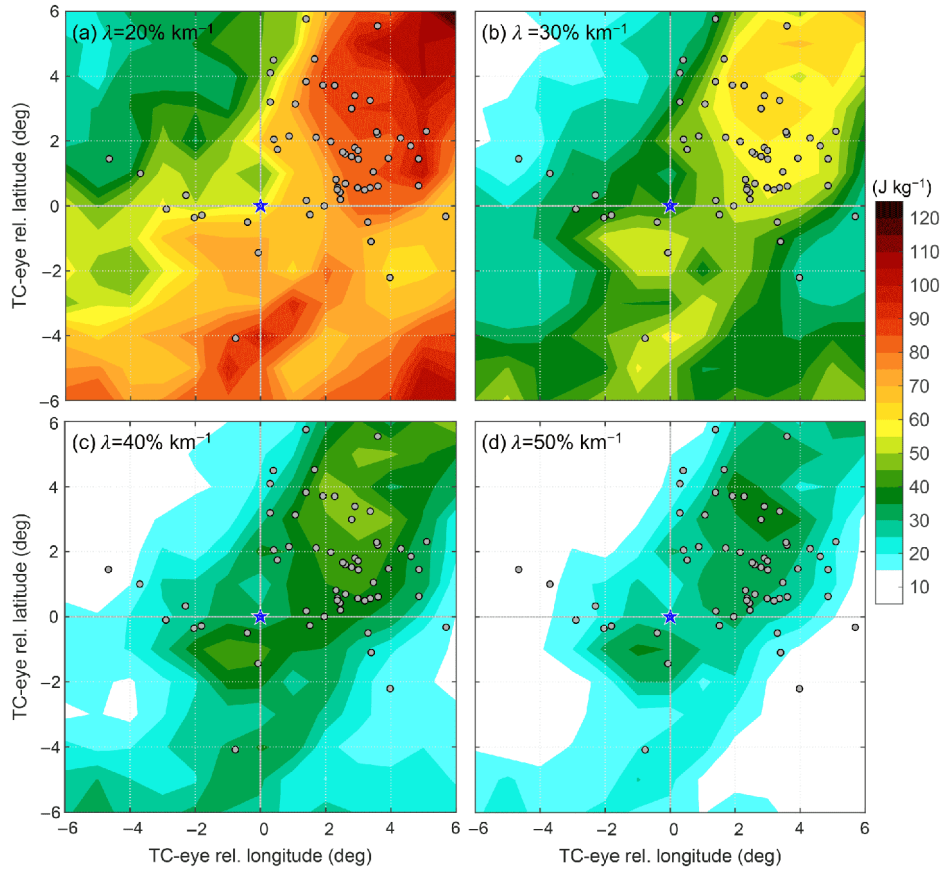 (a) λ=20% km⁻¹
(b) λ=30% km⁻¹
6
4
2
0
-2
-4
-6
TC-eye rel. latitude (deg)
(J kg⁻¹)
120
110
100
90
80
70
60
50
40
30
20
10
(c) λ=40% km⁻¹
(d) λ=50% km⁻¹
6
4
2
0
-2
-4
-6
TC-eye rel. latitude (deg)
-6 -4 -2 0 2 4 6
-6 -4 -2 0 2 4 6
TC-eye rel. longitude (deg)
TC-eye rel. longitude (deg)